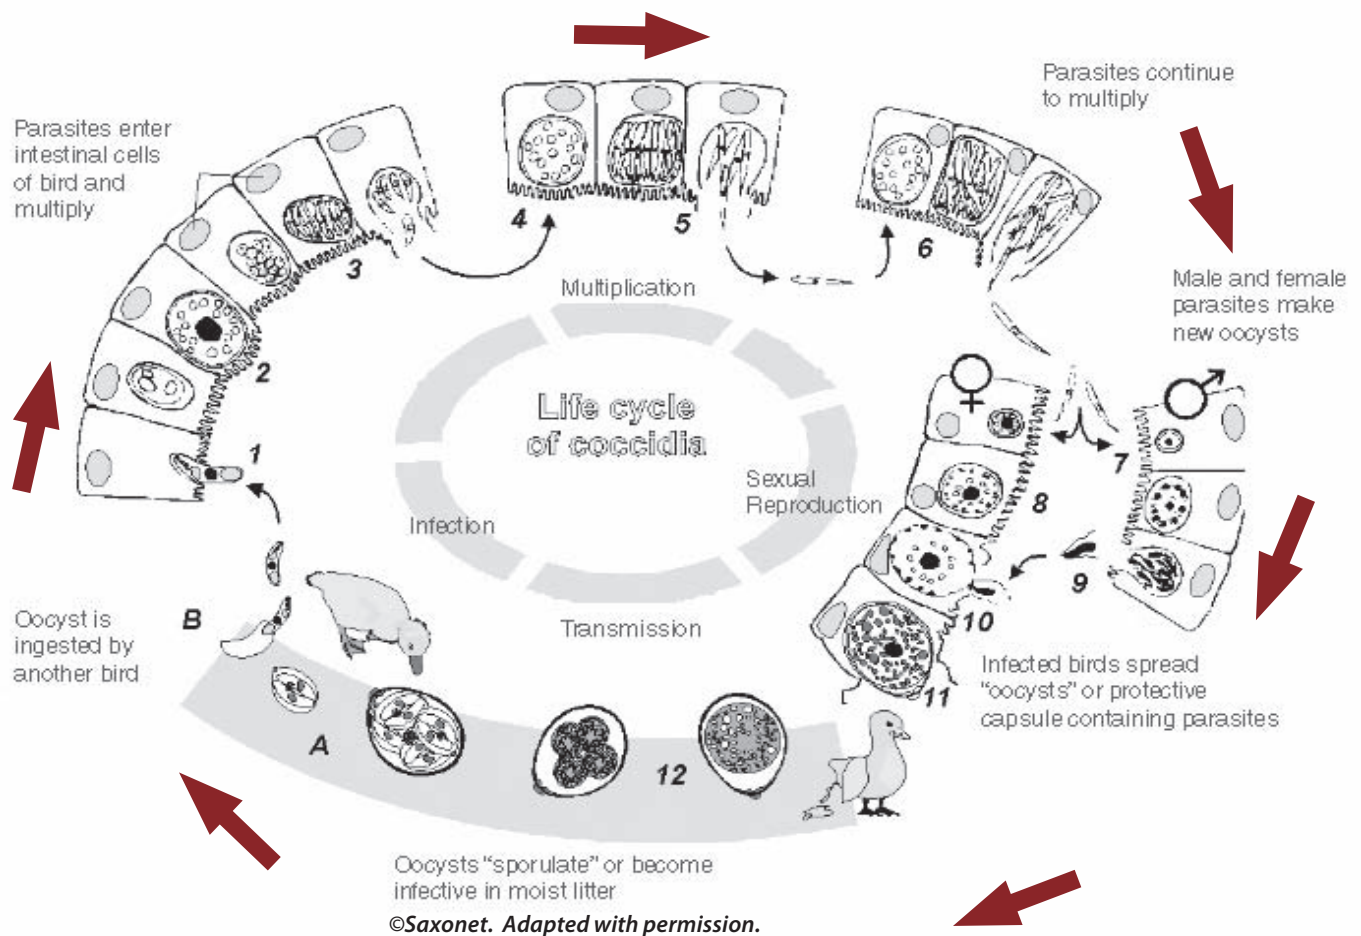 Parasites continue
to multiply
Parasites enter
intestinal cells
of bird and
multiply
4
5
6
3
2
1
Multiplication
Male and female
parasites make
new oocysts
Life cycle
of coccidia
Sexual
Reproduction
Infection
Transmission
7
8
9
10
11
Oocyst is
ingested by
another bird
B
A
12
Infected birds spread
“oocysts” or protective
capsule containing parasites
Oocysts “sporulate” or become
infective in moist litter
©Saxonet. Adapted with permission.